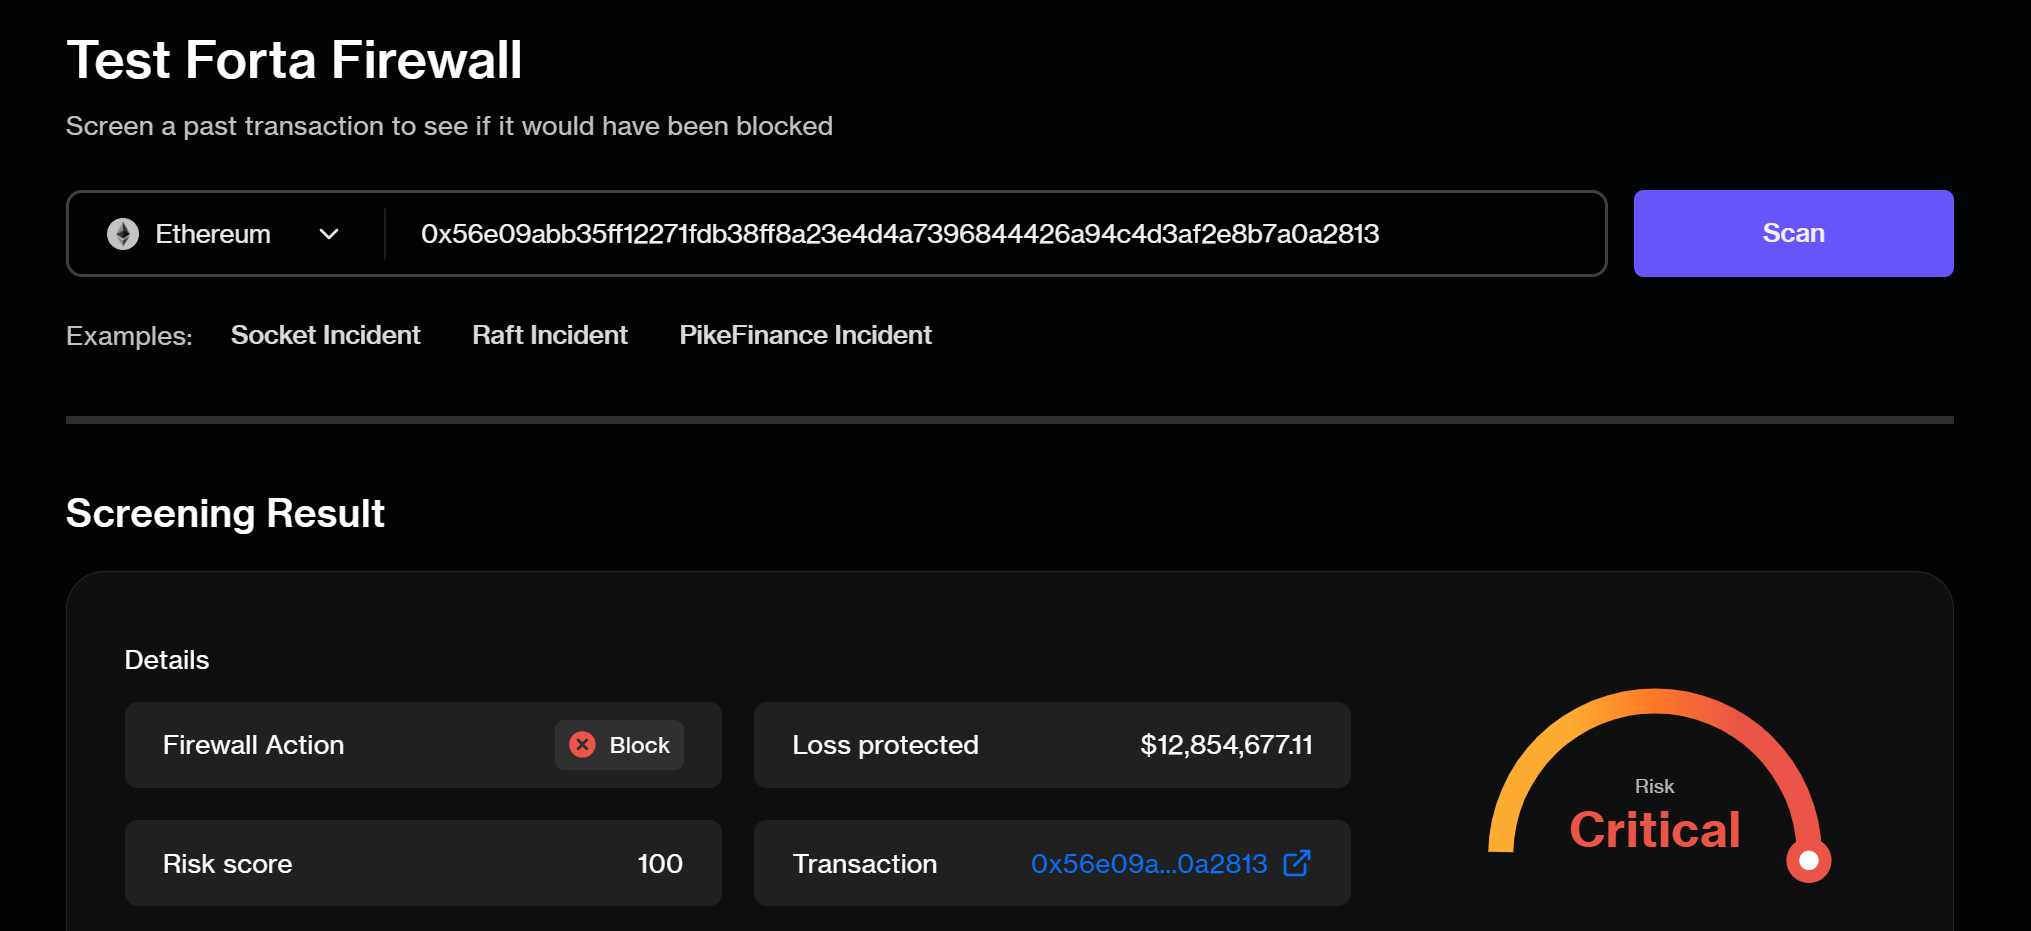 Test Forta Firewall
Screen a past transaction to see if it would have been blocked
Ethereum 0x56e09abb35ff12271fdb38ff8a23e4d4a7396844426a94c4d3af2e8b7a0a2813 Scan
Examples: Socket Incident Raft Incident PikeFinance Incident
Screening Result
Details
Firewall Action Block Loss protected $12,854,677.11
Risk
Critical
Risk score 100 Transaction 0x56e09a...0a2813